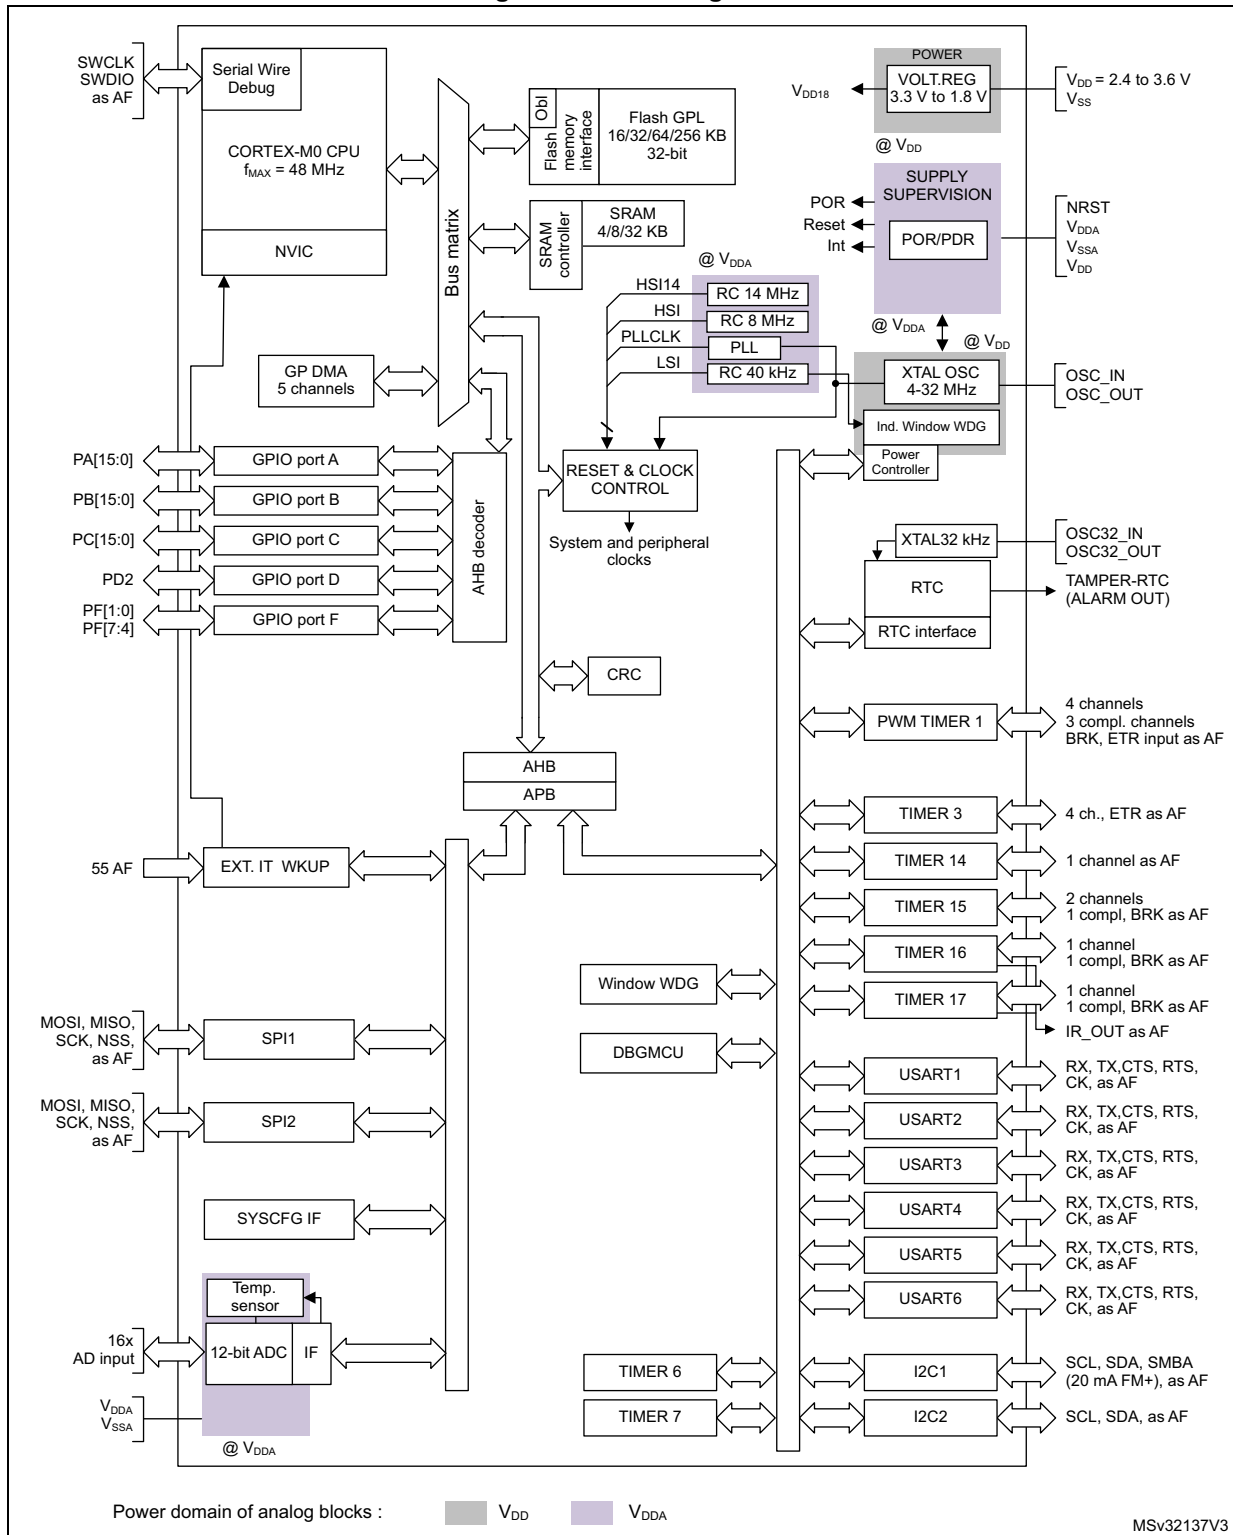 SWCLK
SWDIO
as AF
Serial Wire
Debug
CORTEX-M0 CPU
fMAX = 48 MHz
NVIC
Bus matrix
Obl
Flash
memory
interface
Flash GPL
16/32/64/256 KB
32-bit
SRAM
controller
SRAM
4/8/32 KB
POWER
VOLT.REG
3.3 V to 1.8 V
VDD18
VDD = 2.4 to 3.6 V
VSS
@ VDD
SUPPLY
SUPERVISION
POR/PDR
POR
Reset
Int
NRST
VDDA
VSSA
VDD
@ VDDA
@ VDD
@ VDDA
HSI14
RC 14 MHz
HSI
RC 8 MHz
PLLCLK
PLL
LSI
RC 40 kHz
XTAL OSC
4-32 MHz
OSC_IN
OSC_OUT
Ind. Window WDG
Power
Controller
GP DMA
5 channels
PA[15:0]
GPIO port A
PB[15:0]
GPIO port B
PC[15:0]
GPIO port C
PD2
GPIO port D
PF[1:0]
PF[7:4]
GPIO port F
AHB decoder
RESET & CLOCK
CONTROL
System and peripheral
clocks
XTAL32 kHz
OSC32_IN
OSC32_OUT
RTC
TAMPER-RTC
(ALARM OUT)
RTC interface
CRC
AHB
APB
PWM TIMER 1
4 channels
3 compl. channels
BRK, ETR input as AF
TIMER 3
4 ch., ETR as AF
55 AF
EXT. IT WKUP
TIMER 14
1 channel as AF
TIMER 15
2 channels
1 compl, BRK as AF
TIMER 16
1 channel
1 compl, BRK as AF
Window WDG
TIMER 17
1 channel
1 compl, BRK as AF
IR_OUT as AF
MOSI, MISO,
SCK, NSS,
as AF
SPI1
DBGMCU
USART1
RX, TX,CTS, RTS,
CK, as AF
MOSI, MISO,
SCK, NSS,
as AF
SPI2
USART2
RX, TX,CTS, RTS,
CK, as AF
USART3
RX, TX,CTS, RTS,
CK, as AF
SYSCFG IF
USART4
RX, TX,CTS, RTS,
CK, as AF
USART5
RX, TX,CTS, RTS,
CK, as AF
USART6
RX, TX,CTS, RTS,
CK, as AF
Temp.
sensor
16x
AD input
12-bit ADC
IF
VDDA
VSSA
@ VDDA
TIMER 6
I2C1
SCL, SDA, SMBA
(20 mA FM+), as AF
TIMER 7
I2C2
SCL, SDA, as AF
Power domain of analog blocks :
VDD
VDDA
MSv32137V3